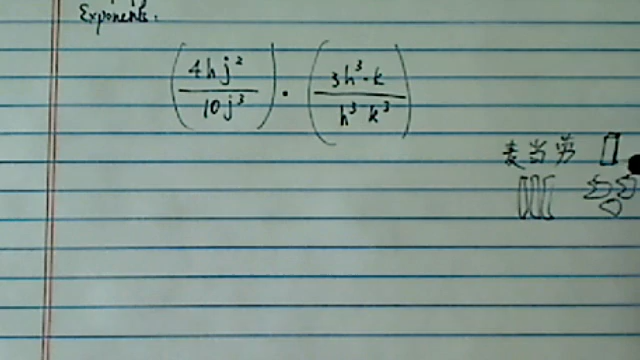 Exponents:
(4hj²/10j³) · (3h³·k/h³·k³)
麦当劳